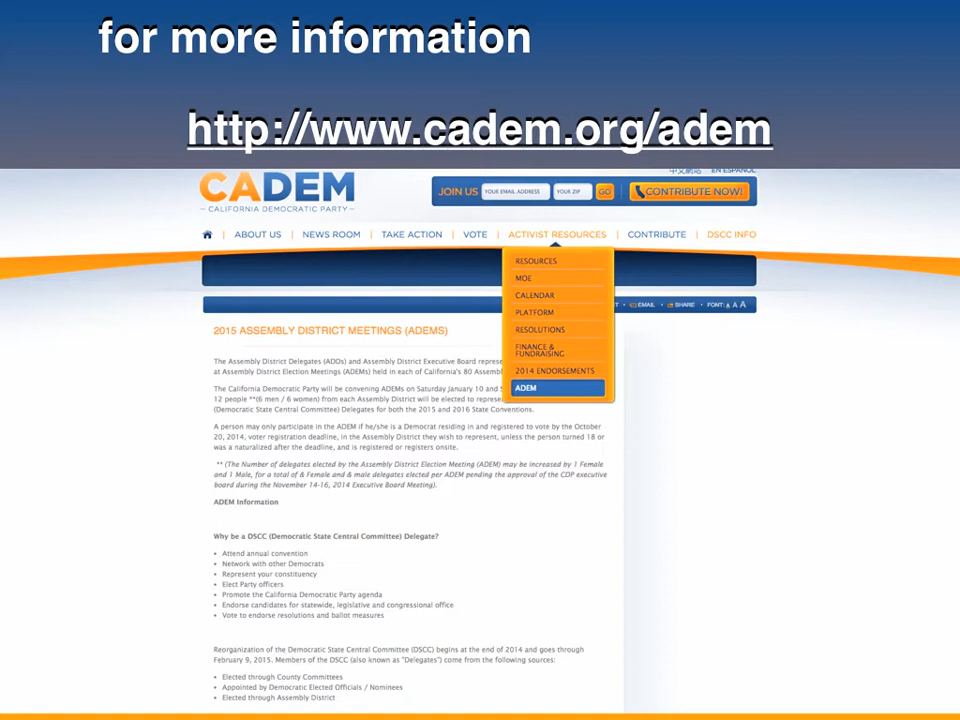 for more information
http://www.cadem.org/adem
中文網站 EN ESPAÑOL
CADEM
CALIFORNIA DEMOCRATIC PARTY
JOIN US YOUR EMAIL ADDRESS YOUR ZIP GO CONTRIBUTE NOW!
ABOUT US | NEWS ROOM | TAKE ACTION | VOTE | ACTIVIST RESOURCES | CONTRIBUTE | DSCC INFO
RESOURCES
MOE
CALENDAR
PLATFORM
RESOLUTIONS
FINANCE &
FUNDRAISING
2014 ENDORSEMENTS
ADEM
EMAIL • SHARE • FONT: A A A
2015 ASSEMBLY DISTRICT MEETINGS (ADEMS)
The Assembly District Delegates (ADDs) and Assembly District Executive Board
at Assembly District Election Meetings (ADEMs) held in each of California's 80
The California Democratic Party will be convening ADEMs on Saturday January 10 and
12 people **(6 men / 6 women) from each Assembly District will be elected to
(Democratic State Central Committee) Delegates for both the 2015 and 2016 State Conventions.
A person may only participate in the ADEM if he/she is a Democrat residing in and registered to vote by the October
20, 2014, voter registration deadline, in the Assembly District they wish to represent, unless the person turned 18 or
was a naturalized after the deadline, and is registered or registers onsite.
** (The Number of delegates elected by the Assembly District Election Meeting (ADEM) may be increased by 1 Female
and 1 Male, for a total of & Female and & male delegates elected per ADEM pending the approval of the CDP executive
board during the November 14-16, 2014 Executive Board Meeting).
ADEM Information
Why be a DSCC (Democratic State Central Committee) Delegate?
• Attend annual convention
• Network with other Democrats
• Represent your constituency
• Elect Party officers
• Promote the California Democratic Party agenda
• Endorse candidates for statewide, legislative and congressional office
• Vote to endorse resolutions and ballot measures
Reorganization of the Democratic State Central Committee (DSCC) begins at the end of 2014 and goes through
February 9, 2015. Members of the DSCC (also known as "Delegates") come from the following sources:
• Elected through County Committees
• Appointed by Democratic Elected Officials / Nominees
• Elected through Assembly District